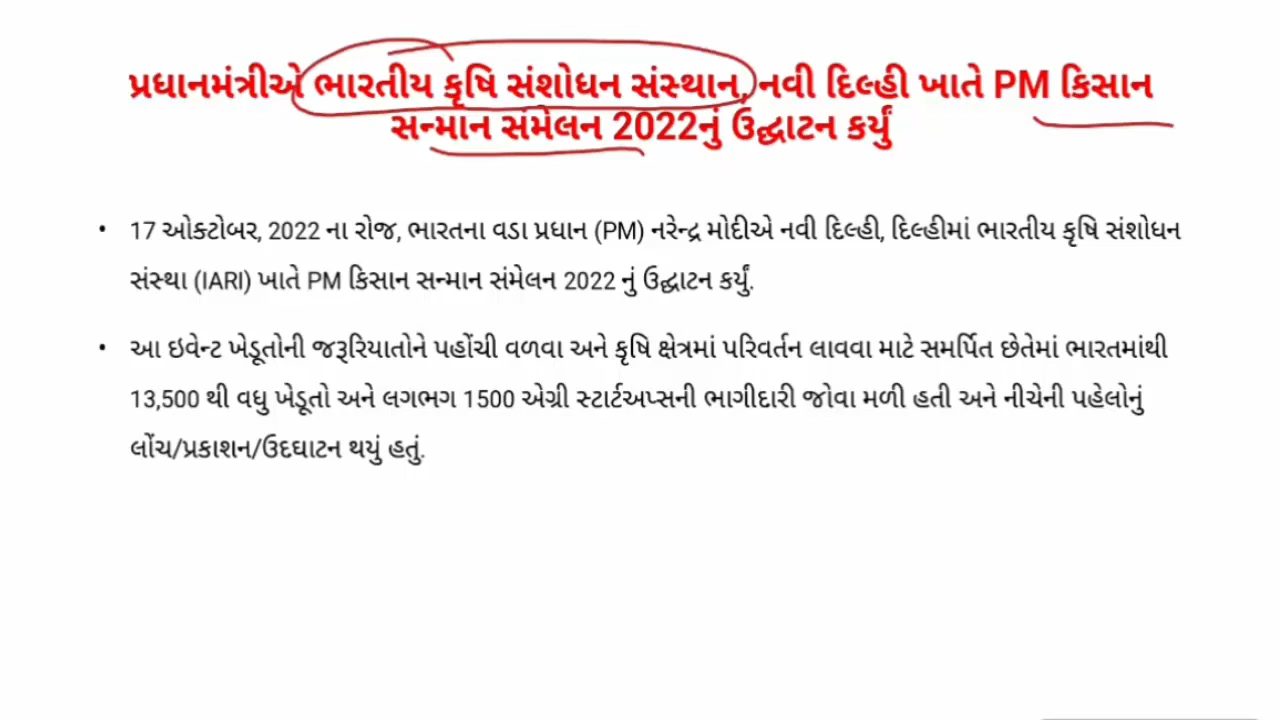 પ્રધાનમંત્રીએ ભારતીય કૃષિ સંશોધન સંસ્થાન, નવી દિલ્હી ખાતે PM કિસાન
સન્માન સંમેલન 2022નું ઉદ્ઘાટન કર્યું
• 17 ઓક્ટોબર, 2022 ના રોજ, ભારતના વડા પ્રધાન (PM) નરેન્દ્ર મોદીએ નવી દિલ્હી, દિલ્હીમાં ભારતીય કૃષિ સંશોધન
સંસ્થા (IARI) ખાતે PM કિસાન સન્માન સંમેલન 2022 નું ઉદ્ઘાટન કર્યું.
• આ ઇવેન્ટ ખેડૂતોની જરૂરિયાતોને પહોંચી વળવા અને કૃષિ ક્ષેત્રમાં પરિવર્તન લાવવા માટે સમર્પિત છેતેમાં ભારતમાંથી
13,500 થી વધુ ખેડૂતો અને લગભગ 1500 એગ્રી સ્ટાર્ટઅપ્સની ભાગીદારી જોવા મળી હતી અને નીચેની પહેલોનું
લોંચ/પ્રકાશન/ઉદઘાટન થયું હતું.